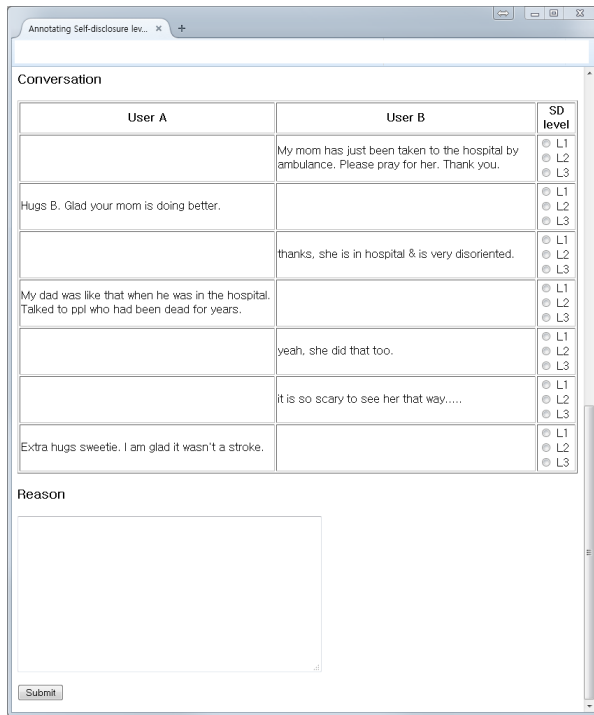 Annotating Self-disclosure lev...
Conversation
User A User B SD
level
My mom has just been taken to the hospital by
ambulance. Please pray for her. Thank you.
L1
L2
L3
Hugs B. Glad your mom is doing better.
L1
L2
L3
thanks, she is in hospital & is very disoriented.
L1
L2
L3
My dad was like that when he was in the hospital.
Talked to ppl who had been dead for years.
L1
L2
L3
yeah, she did that too.
L1
L2
L3
it is so scary to see her that way.....
L1
L2
L3
Extra hugs sweetie. I am glad it wasn't a stroke.
L1
L2
L3
Reason
Submit